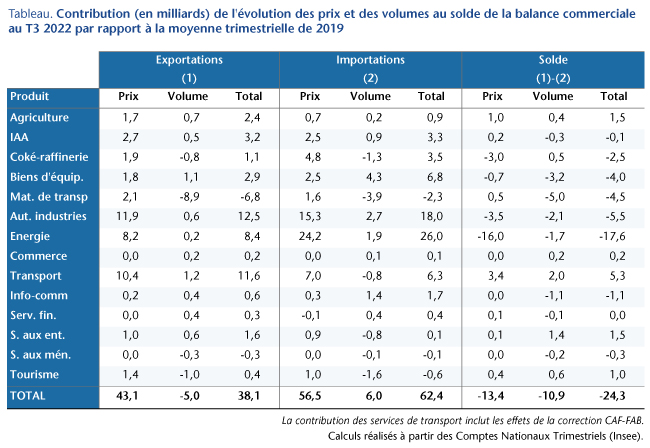 Tableau. Contribution (en milliards) de l'évolution des prix et des volumes au solde de la balance commerciale
au T3 2022 par rapport à la moyenne trimestrielle de 2019
Exportations Importations Solde
(1) (2) (1)-(2)
Produit Prix Volume Total Prix Volume Total Prix Volume Total
Agriculture 1,7 0,7 2,4 0,7 0,2 0,9 1,0 0,4 1,5
IAA 2,7 0,5 3,2 2,5 0,9 3,3 0,2 -0,3 -0,1
Coké-raffinerie 1,9 -0,8 1,1 4,8 -1,3 3,5 -3,0 0,5 -2,5
Biens d'équip. 1,8 1,1 2,9 2,5 4,3 6,8 -0,7 -3,2 -4,0
Mat. de transp 2,1 -8,9 -6,8 1,6 -3,9 -2,3 0,5 -5,0 -4,5
Aut. industries 11,9 0,6 12,5 15,3 2,7 18,0 -3,5 -2,1 -5,5
Energie 8,2 0,2 8,4 24,2 1,9 26,0 -16,0 -1,7 -17,6
Commerce 0,0 0,2 0,2 0,0 0,1 0,1 0,0 0,2 0,2
Transport 10,4 1,2 11,6 7,0 -0,8 6,3 3,4 2,0 5,3
Info-comm 0,2 0,4 0,6 0,3 1,4 1,7 0,0 -1,1 -1,1
Serv. fin. 0,0 0,4 0,3 -0,1 0,4 0,4 0,1 -0,1 0,0
S. aux ent. 1,0 0,6 1,6 0,9 -0,8 0,1 0,1 1,4 1,5
S. aux mén. 0,0 -0,3 -0,3 0,0 -0,1 -0,1 0,0 -0,2 -0,3
Tourisme 1,4 -1,0 0,4 1,0 -1,6 -0,6 0,4 0,6 1,0
TOTAL 43,1 -5,0 38,1 56,5 6,0 62,4 -13,4 -10,9 -24,3
La contribution des services de transport inclut les effets de la correction CAF-FAB.
Calculs réalisés à partir des Comptes Nationaux Trimestriels (Insee).